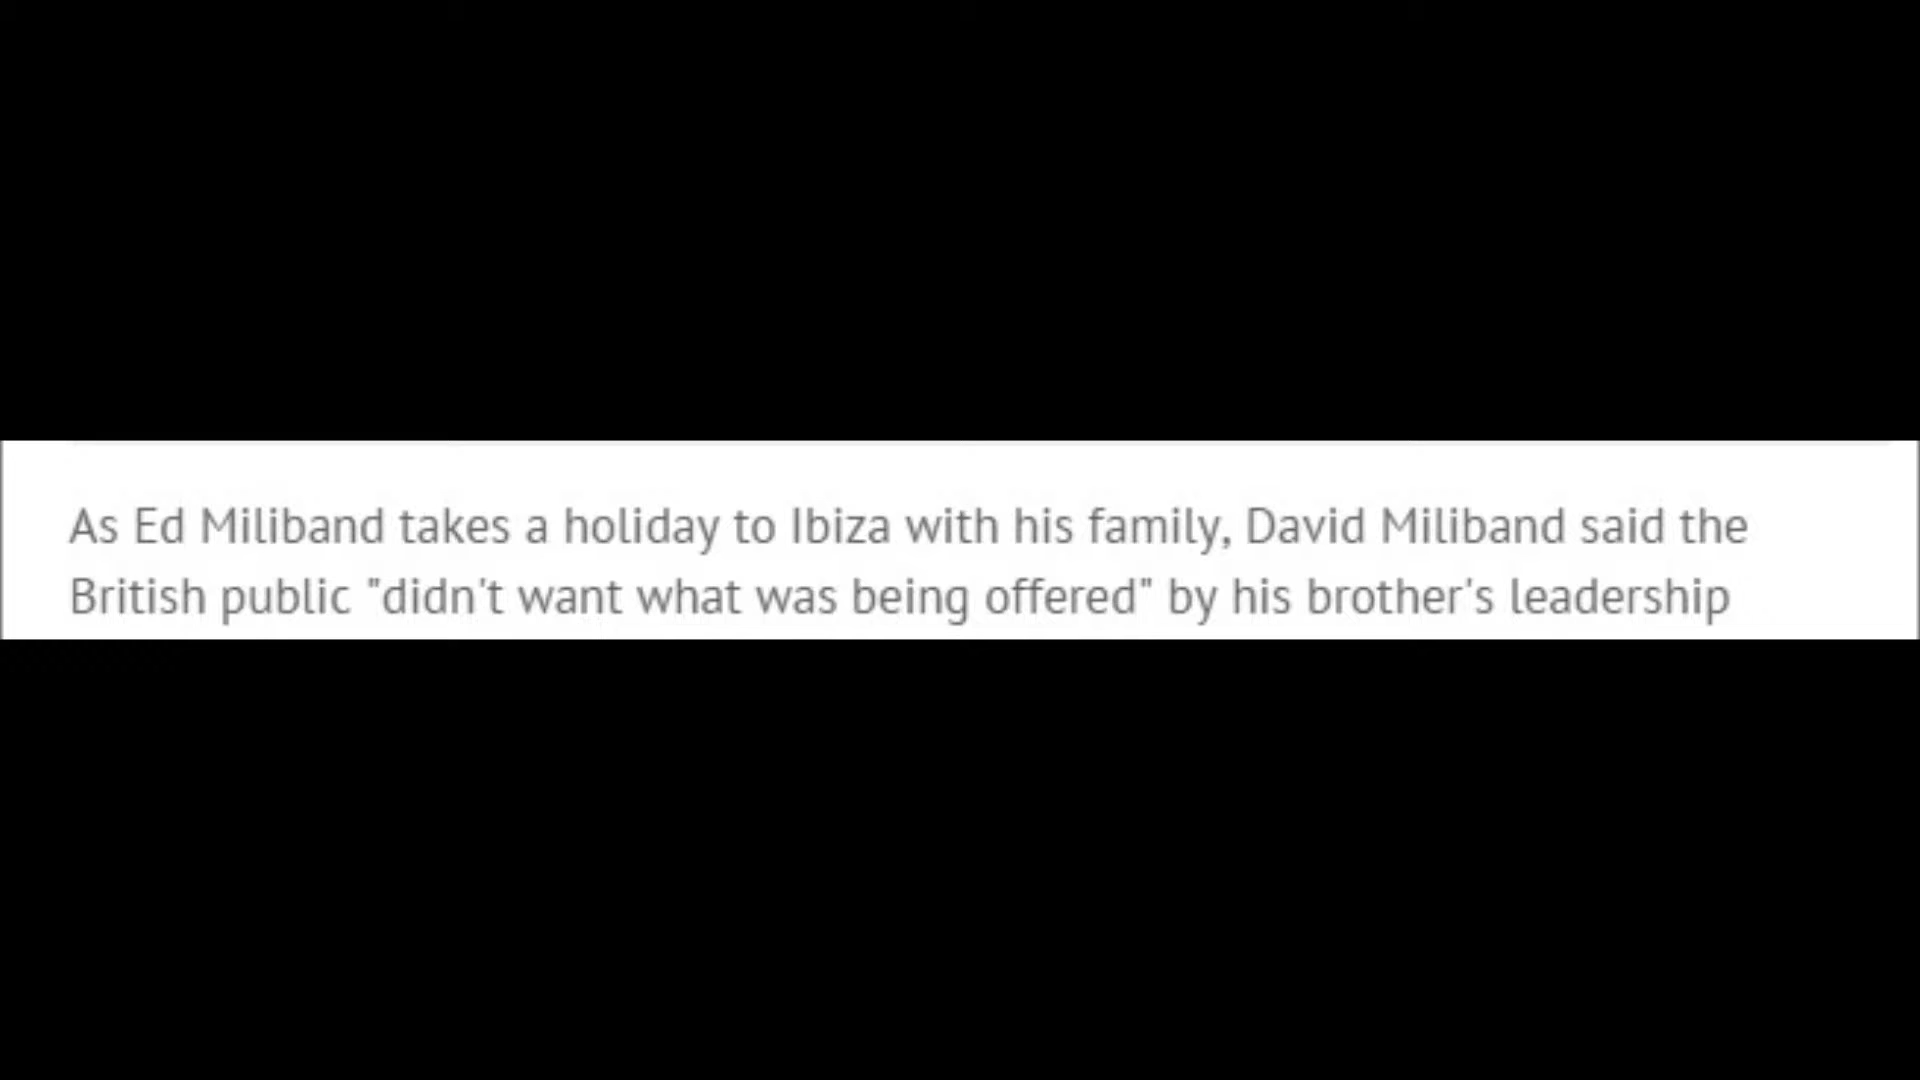 As Ed Miliband takes a holiday to Ibiza with his family, David Miliband said the
British public "didn't want what was being offered" by his brother's leadership